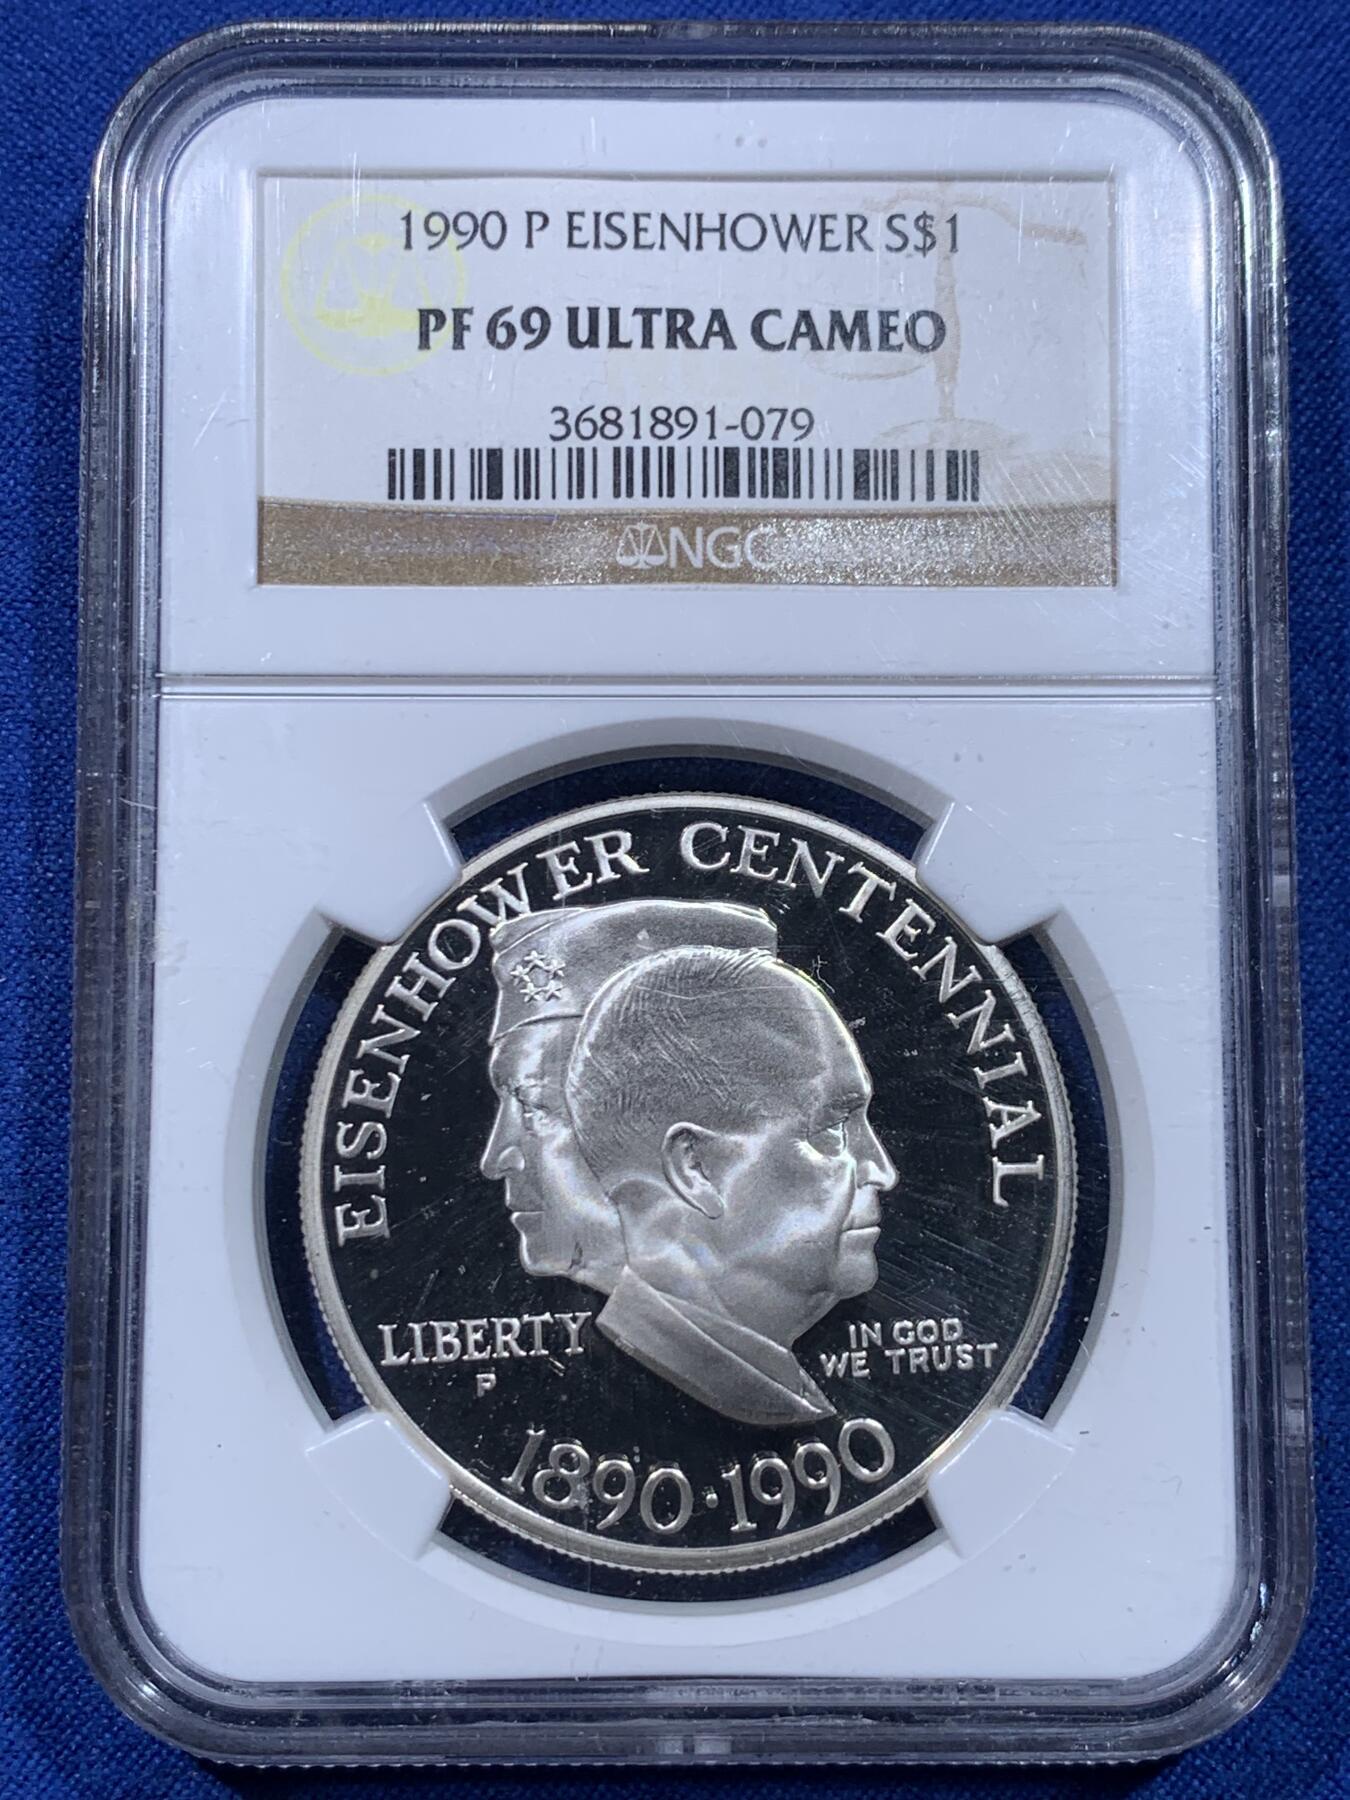 1990 P EISENHOWER S$1
PF 69 ULTRA CAMEO
3681891-079
NGC
EISENHOWER CENTENNIAL
LIBERTY
P
IN GOD
WE TRUST
1890·1990